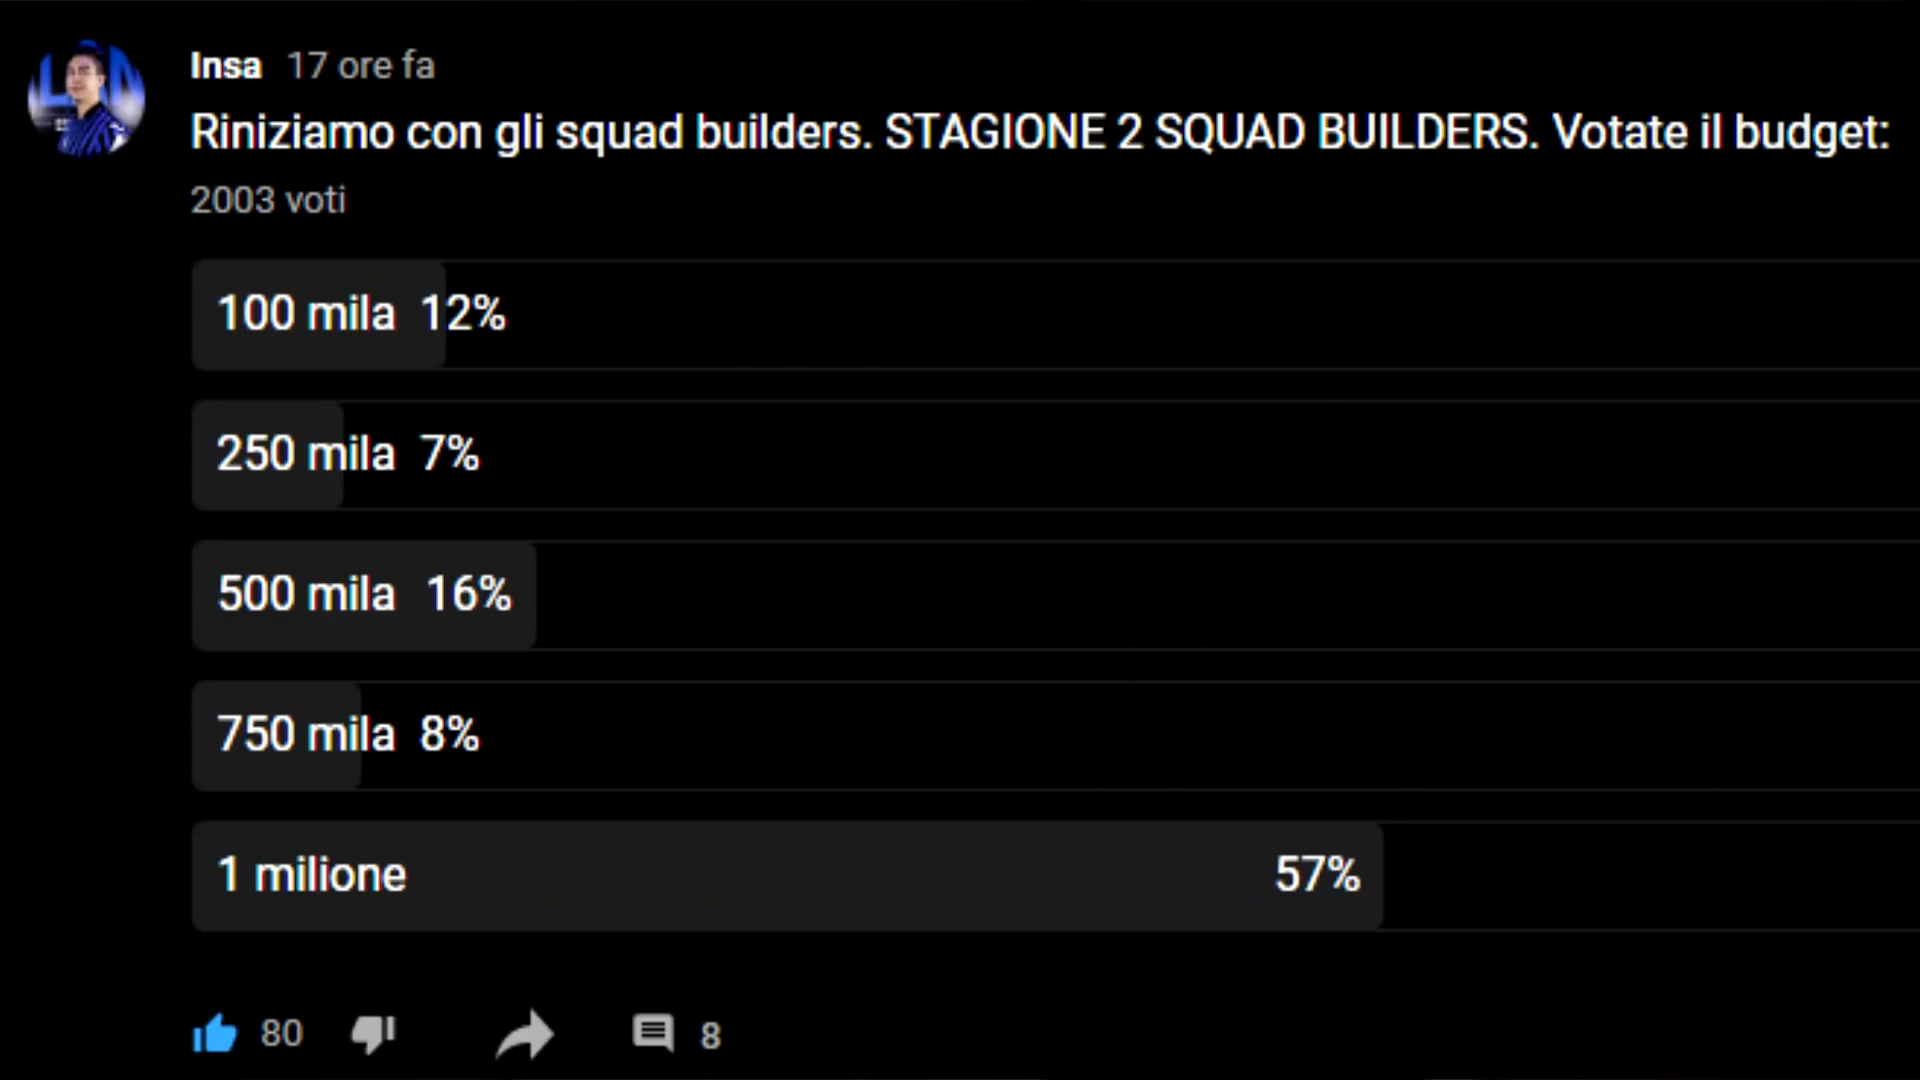 Insa 17 ore fa
Riniziamo con gli squad builders. STAGIONE 2 SQUAD BUILDERS. Votate il budget:
2003 voti
100 mila 12%
250 mila 7%
500 mila 16%
750 mila 8%
1 milione 57%
80 8